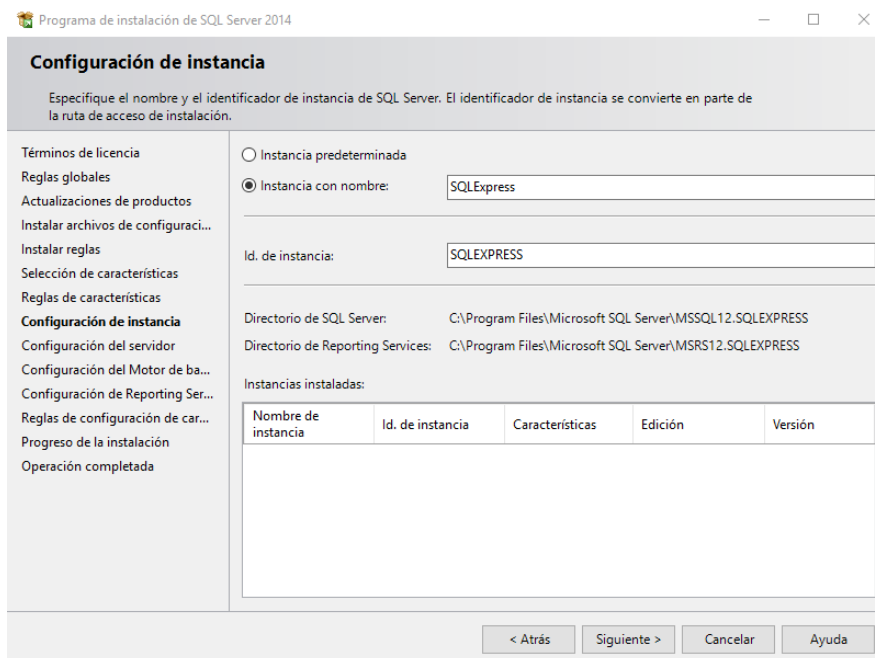 Programa de instalación de SQL Server 2014
Configuración de instancia
Especifique el nombre y el identificador de instancia de SQL Server. El identificador de instancia se convierte en parte de
la ruta de acceso de instalación.
Términos de licencia
Reglas globales
Actualizaciones de productos
Instalar archivos de configuraci...
Instalar reglas
Selección de características
Reglas de características
Configuración de instancia
Configuración del servidor
Configuración del Motor de ba...
Configuración de Reporting Ser...
Reglas de configuración de car...
Progreso de la instalación
Operación completada
Instancia predeterminada
Instancia con nombre: SQLExpress
Id. de instancia: SQLEXPRESS
Directorio de SQL Server: C:\Program Files\Microsoft SQL Server\MSSQL12.SQLEXPRESS
Directorio de Reporting Services: C:\Program Files\Microsoft SQL Server\MSRS12.SQLEXPRESS
Instancias instaladas:
Nombre de
instancia
Id. de instancia Características Edición Versión
< Atrás Siguiente > Cancelar Ayuda